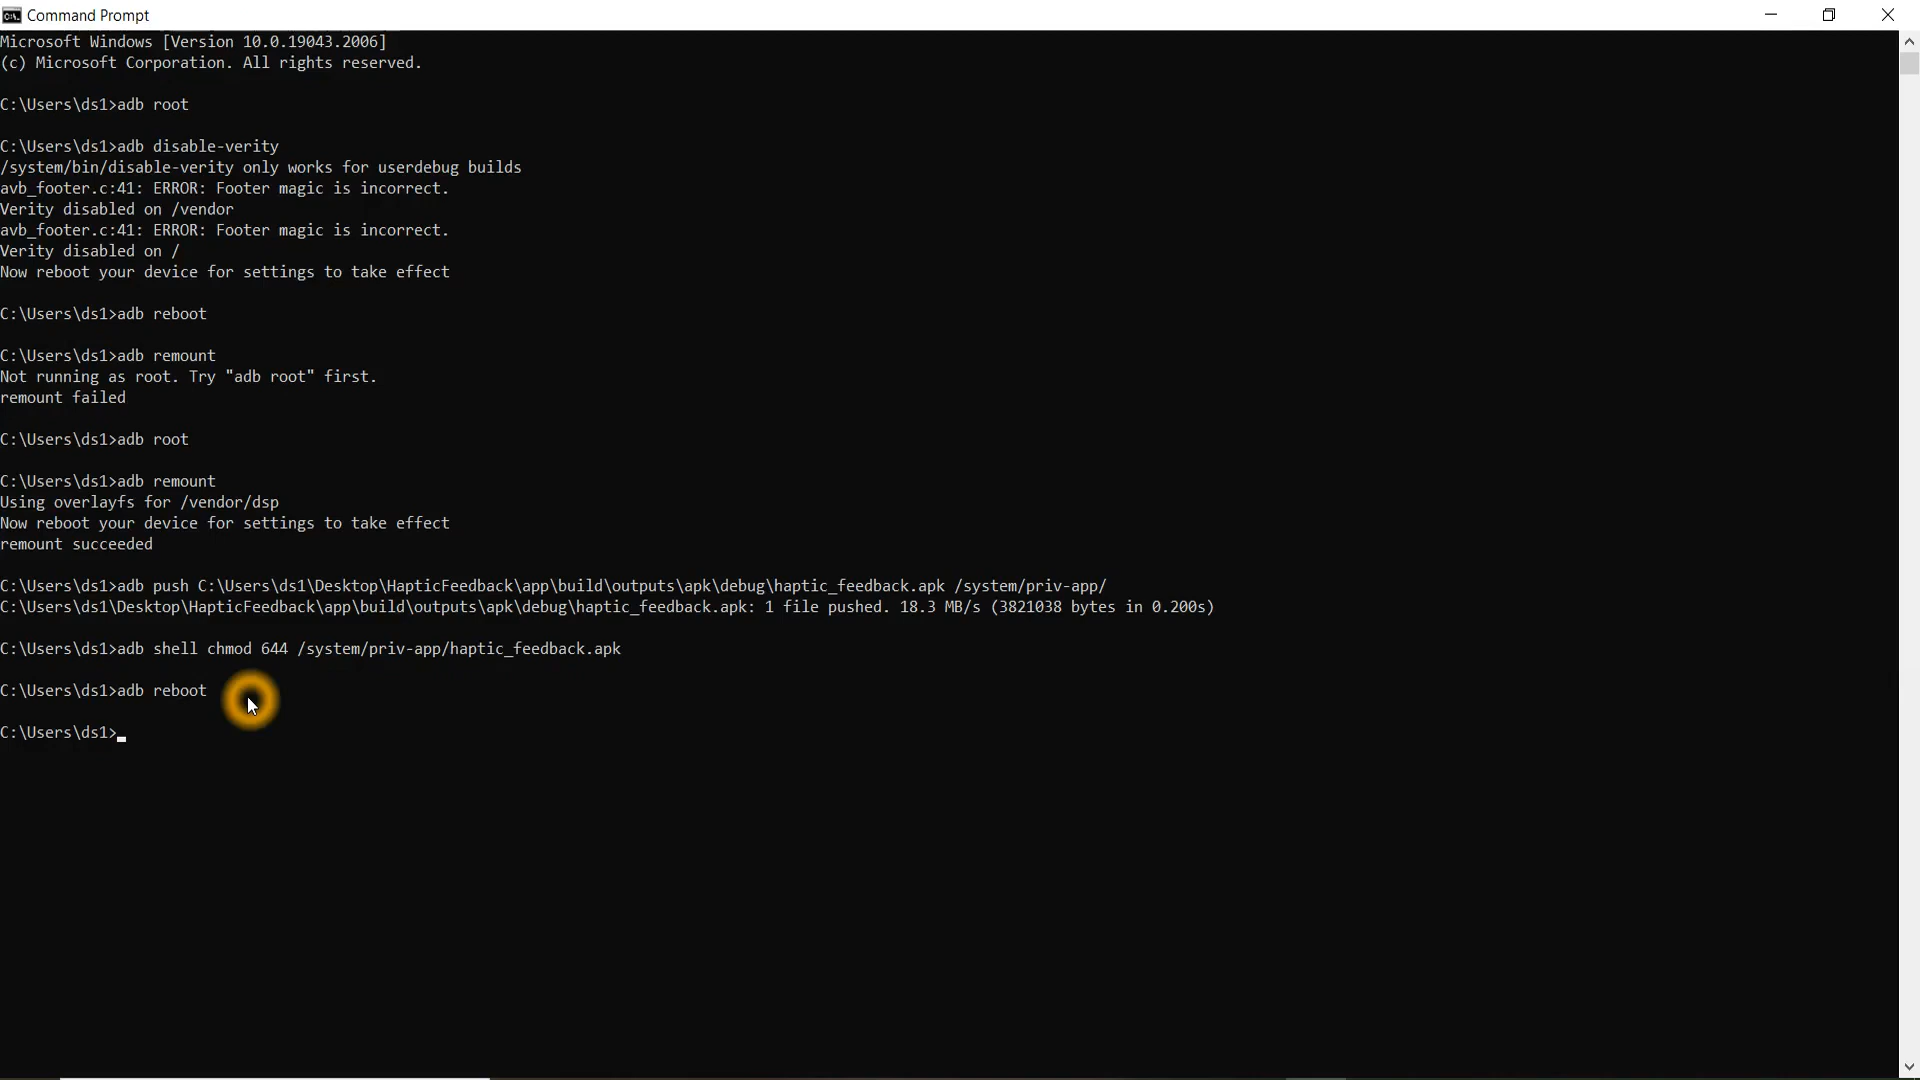 Command Prompt
Microsoft Windows [Version 10.0.19043.2006]
(c) Microsoft Corporation. All rights reserved.
C:\Users\ds1>adb root
C:\Users\ds1>adb disable-verity
/system/bin/disable-verity only works for userdebug builds
avb_footer.c:41: ERROR: Footer magic is incorrect.
Verity disabled on /vendor
avb_footer.c:41: ERROR: Footer magic is incorrect.
Verity disabled on /
Now reboot your device for settings to take effect
C:\Users\ds1>adb reboot
C:\Users\ds1>adb remount
Not running as root. Try "adb root" first.
remount failed
C:\Users\ds1>adb root
C:\Users\ds1>adb remount
Using overlayfs for /vendor/dsp
Now reboot your device for settings to take effect
remount succeeded
C:\Users\ds1>adb push C:\Users\ds1\Desktop\HapticFeedback\app\build\outputs\apk\debug\haptic_feedback.apk /system/priv-app/
C:\Users\ds1\Desktop\HapticFeedback\app\build\outputs\apk\debug\haptic_feedback.apk: 1 file pushed. 18.3 MB/s (3821038 bytes in 0.200s)
C:\Users\ds1>adb shell chmod 644 /system/priv-app/haptic_feedback.apk
C:\Users\ds1>adb reboot
C:\Users\ds1>